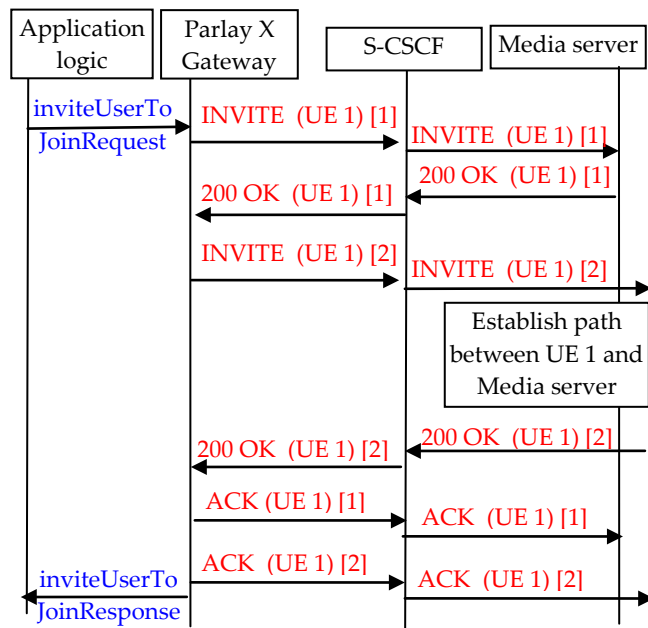 Application
logic
Parlay X
Gateway
S-CSCF
Media server
inviteUserTo
JoinRequest
INVITE (UE 1) [1]
INVITE (UE 1) [1]
200 OK (UE 1) [1]
200 OK (UE 1) [1]
INVITE (UE 1) [2]
INVITE (UE 1) [2]
Establish path
between UE 1 and
Media server
200 OK (UE 1) [2]
200 OK (UE 1) [2]
ACK (UE 1) [1]
ACK (UE 1) [1]
ACK (UE 1) [2]
ACK (UE 1) [2]
inviteUserTo
JoinResponse